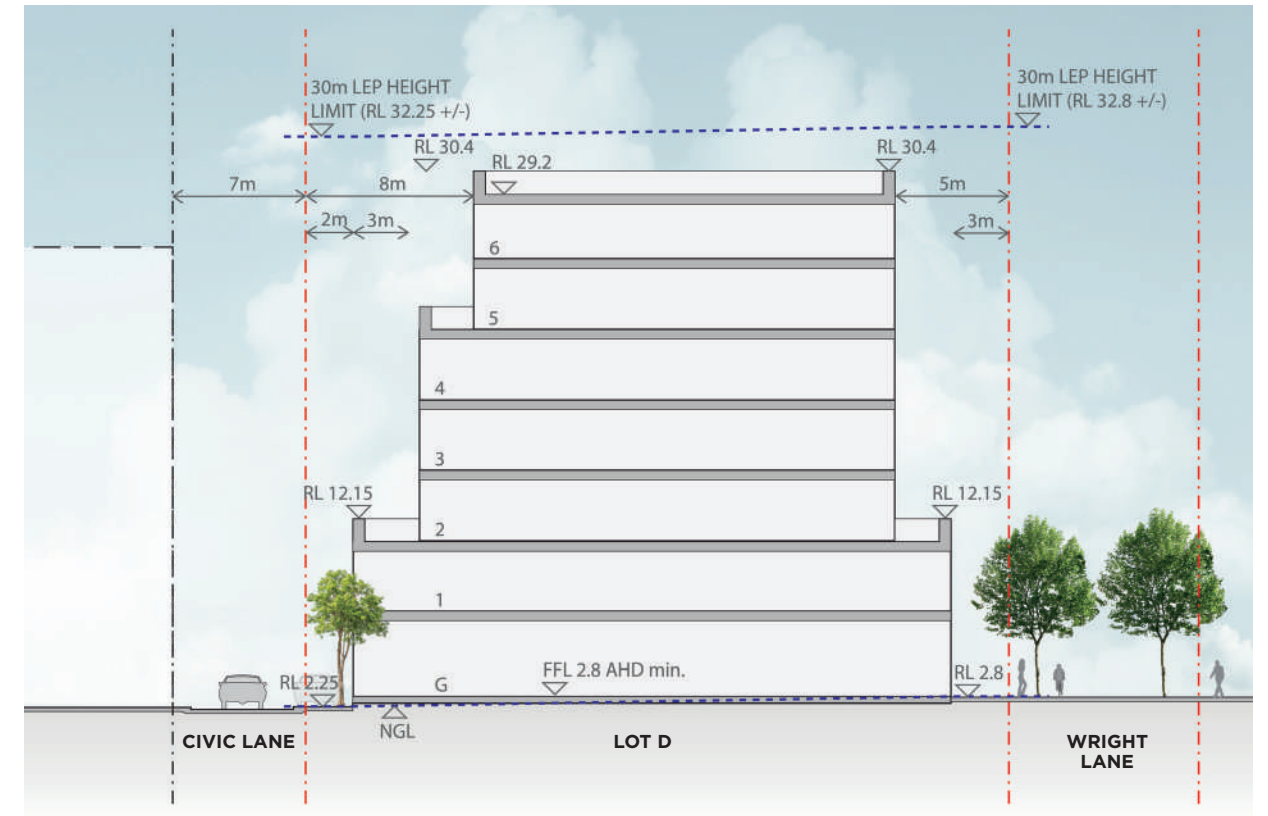 30m LEP HEIGHT
LIMIT (RL 32.25 +/-)
30m LEP HEIGHT
LIMIT (RL 32.8 +/-)
RL 30.4
RL 29.2
RL 30.4
7m
8m
5m
2m
3m
3m
6
5
4
3
RL 12.15
RL 12.15
2
1
FFL 2.8 AHD min.
RL 2.8
RL 2.25
G
NGL
CIVIC LANE
LOT D
WRIGHT
LANE